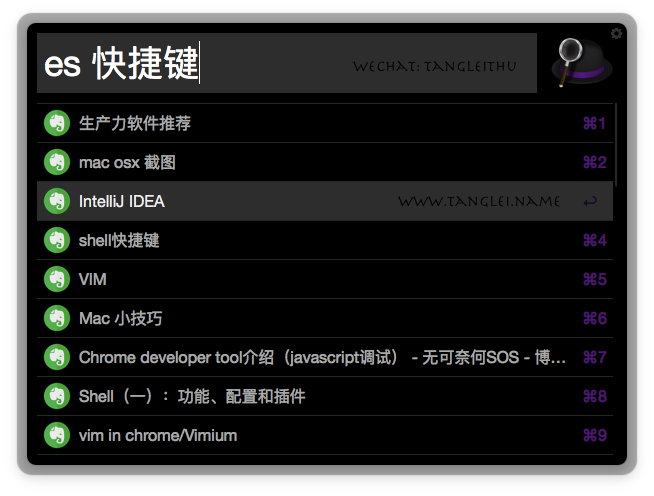 es 快捷键
WECHAT: TANGLEITHU
生产力软件推荐 ⌘1
mac osx 截图 ⌘2
IntelliJ IDEA WWW.TANGLEI.NAME ↩
shell快捷键 ⌘4
VIM ⌘5
Mac 小技巧 ⌘6
Chrome developer tool介绍（javascript调试） - 无可奈何SOS - 博… ⌘7
Shell（一）：功能、配置和插件 ⌘8
vim in chrome/Vimium ⌘9